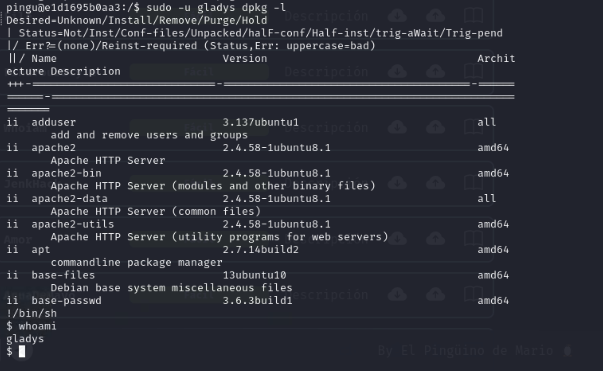 pingu@e1d1695b0aa3:/$ sudo -u gladys dpkg -l
Desired=Unknown/Install/Remove/Purge/Hold
| Status=Not/Inst/Conf-files/Unpacked/halF-conf/Half-inst/trig-aWait/Trig-pend
|/ Err?=(none)/Reinst-required (Status,Err: uppercase=bad)
||/ Name                          Version                                 Archit
ecture Description
+++-=============================-=======================================-======
======-=========================================================================
=======
ii  adduser                       3.137ubuntu1                            all
       add and remove users and groups
ii  apache2                       2.4.58-1ubuntu8.1                       amd64
       Apache HTTP Server
ii  apache2-bin                   2.4.58-1ubuntu8.1                       amd64
       Apache HTTP Server (modules and other binary files)
ii  apache2-data                  2.4.58-1ubuntu8.1                       all
       Apache HTTP Server (common files)
ii  apache2-utils                 2.4.58-1ubuntu8.1                       amd64
       Apache HTTP Server (utility programs for web servers)
ii  apt                           2.7.14build2                            amd64
       commandline package manager
ii  base-files                    13ubuntu10                              amd64
       Debian base system miscellaneous files
ii  base-passwd                   3.6.3build1                             amd64
!/bin/sh
$ whoami
gladys
$
Descripción
Descripción
Descripción
Descripción
By El Pingüino de Mario